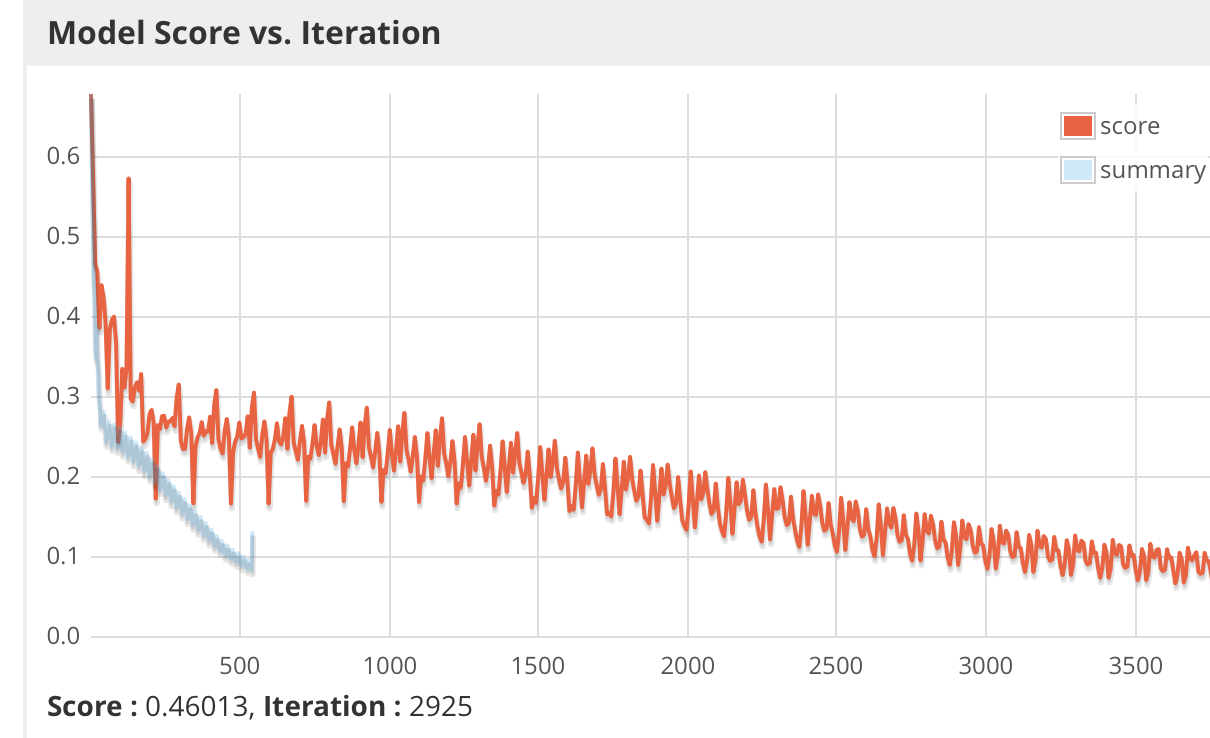 Model Score vs. Iteration
score
summary
0.6
0.5
0.4
0.3
0.2
0.1
0.0
500 1000 1500 2000 2500 3000 3500
Score : 0.46013, Iteration : 2925